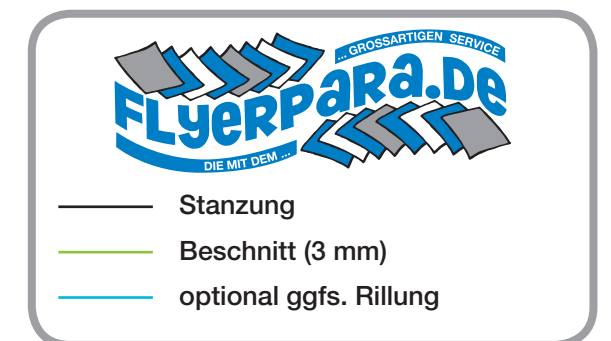 ... GROSSARTIGEN SERVICE
FLYERPARA.DE
DIE MIT DEM ...
Stanzung
Beschnitt (3 mm)
optional ggfs. Rillung